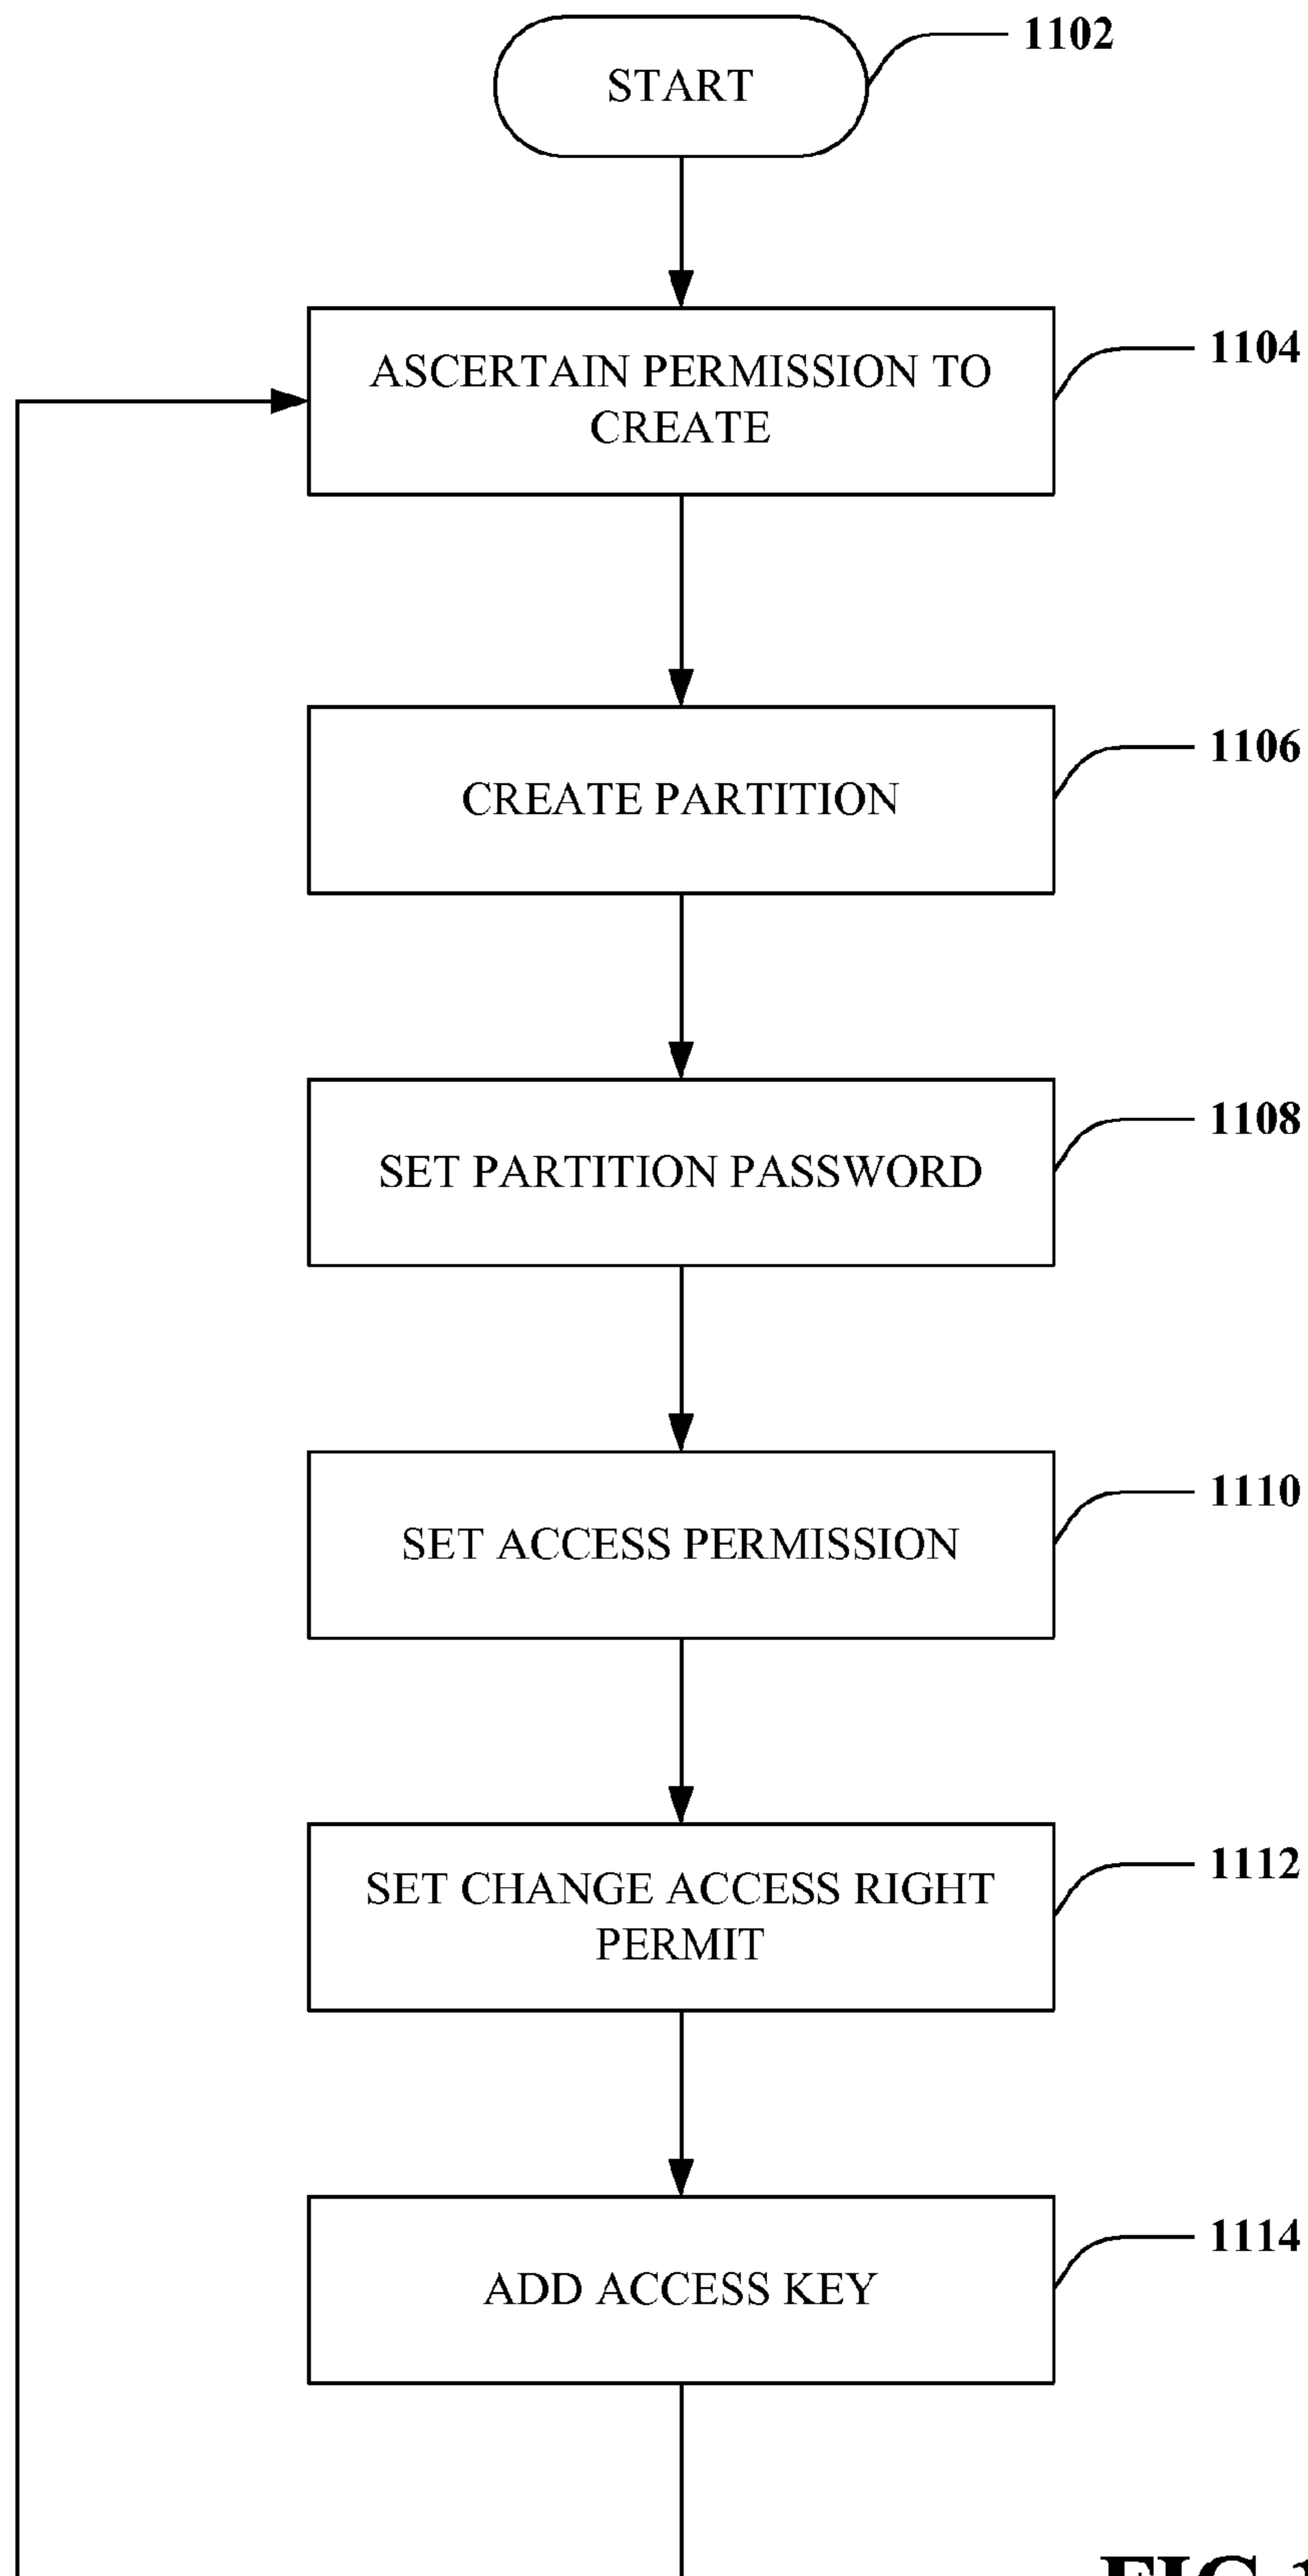 START
1102
ASCERTAIN PERMISSION TO
CREATE
1104
CREATE PARTITION
1106
SET PARTITION PASSWORD
1108
SET ACCESS PERMISSION
1110
SET CHANGE ACCESS RIGHT
PERMIT
1112
ADD ACCESS KEY
1114